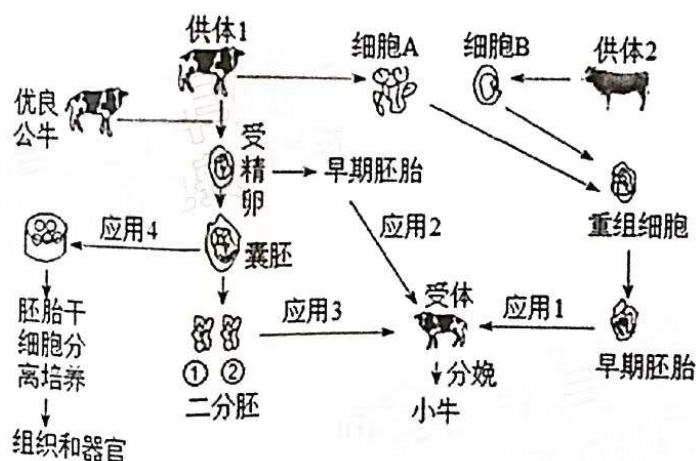 供体1
细胞A
细胞B
供体2
优良
公牛
受
精
卵
早期胚胎
应用4
囊胚
应用2
重组细胞
胚胎干
细胞分
离培养
应用3
受体
应用1
① ②
二分胚
分娩
小牛
早期胚胎
组织和器官